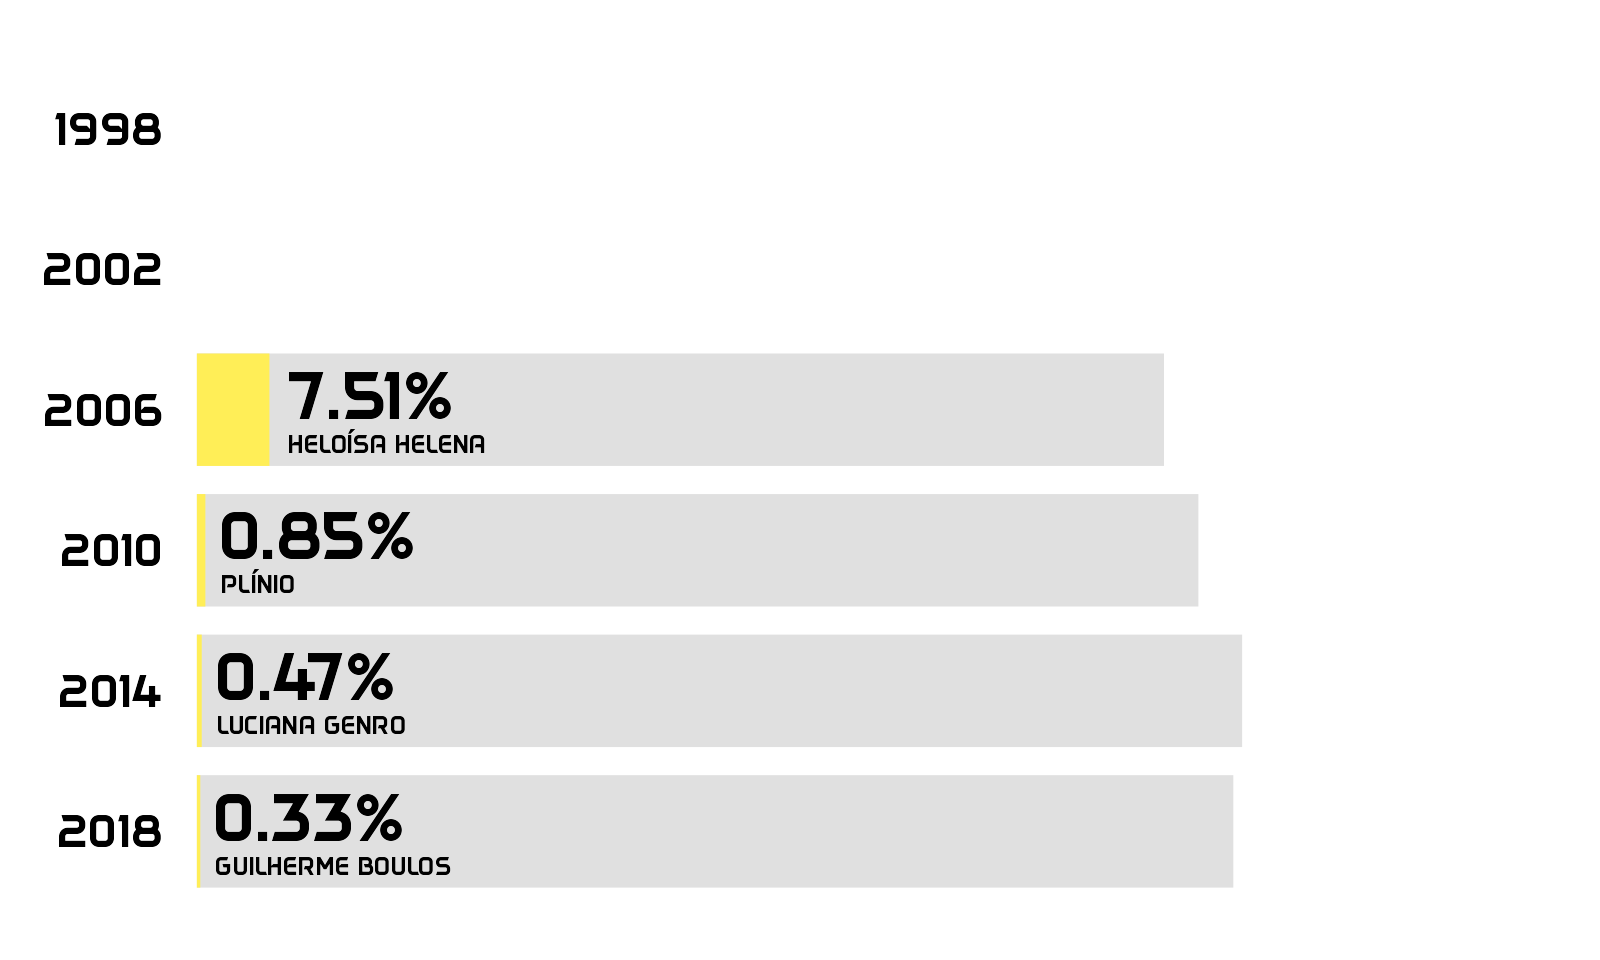 1998
2002
2006
7.51%
HELOÍSA HELENA
2010
0.85%
PLÍNIO
2014
0.47%
LUCIANA GENRO
2018
0.33%
GUILHERME BOULOS